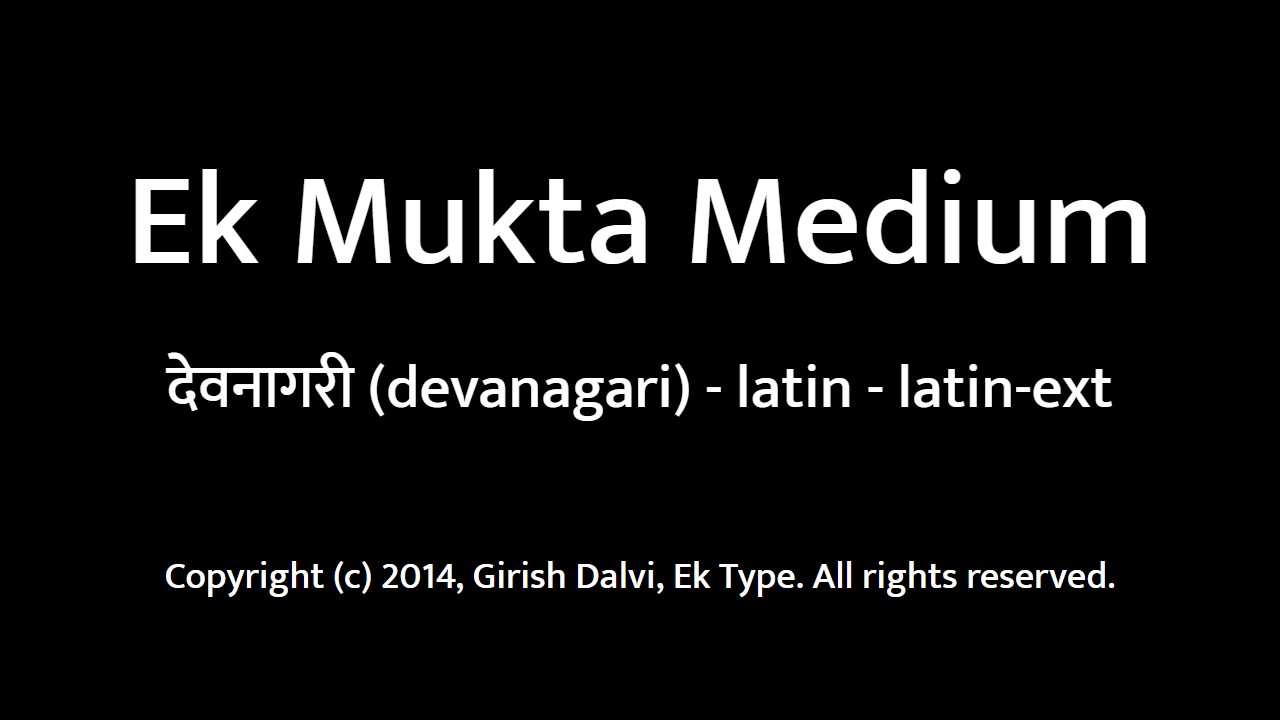 Ek Mukta Medium
देवनागरी (devanagari) - latin - latin-ext
Copyright (c) 2014, Girish Dalvi, Ek Type. All rights reserved.